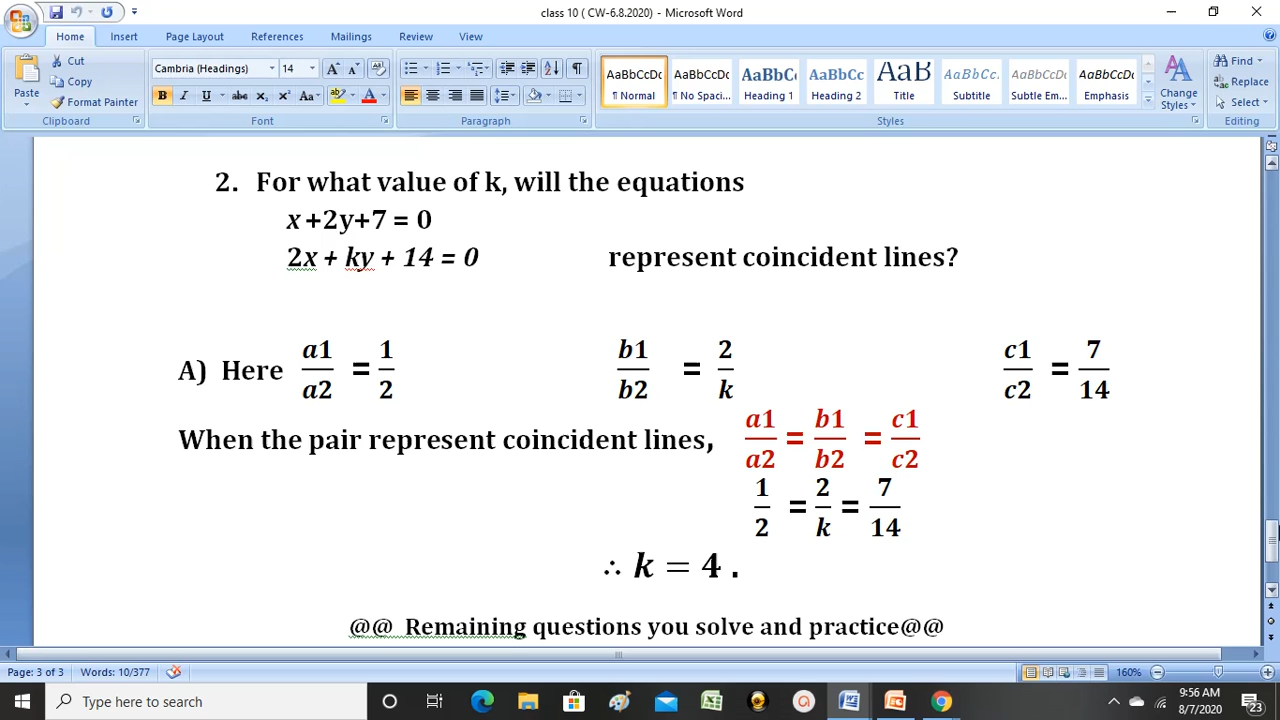 class 10 ( CW-6.8.2020) - Microsoft Word
Home Insert Page Layout References Mailings Review View
Paste Cut Copy Format Painter
Cambria (Headings) 14
B I U abe x₂ x² Aa
AaBbCcDc AaBbCcDc AaBbCc AaBbCc AaB AaBbCcL AaBbCcDc AaBbCcDc
¶ Normal ¶ No Spaci... Heading 1 Heading 2 Title Subtitle Subtle Em... Emphasis
Change Styles
Find Replace Select
Clipboard Font Paragraph Styles Editing
2. For what value of k, will the equations
x +2y+7 = 0
2x + ky + 14 = 0 represent coincident lines?
A) Here a1/a2 = 1/2 b1/b2 = 2/k c1/c2 = 7/14
When the pair represent coincident lines, a1/a2 = b1/b2 = c1/c2
1/2 = 2/k = 7/14
∴ k = 4 .
@@ Remaining questions you solve and practice@@
Page: 3 of 3 Words: 10/377 160%
Type here to search
9:56 AM
8/7/2020
23